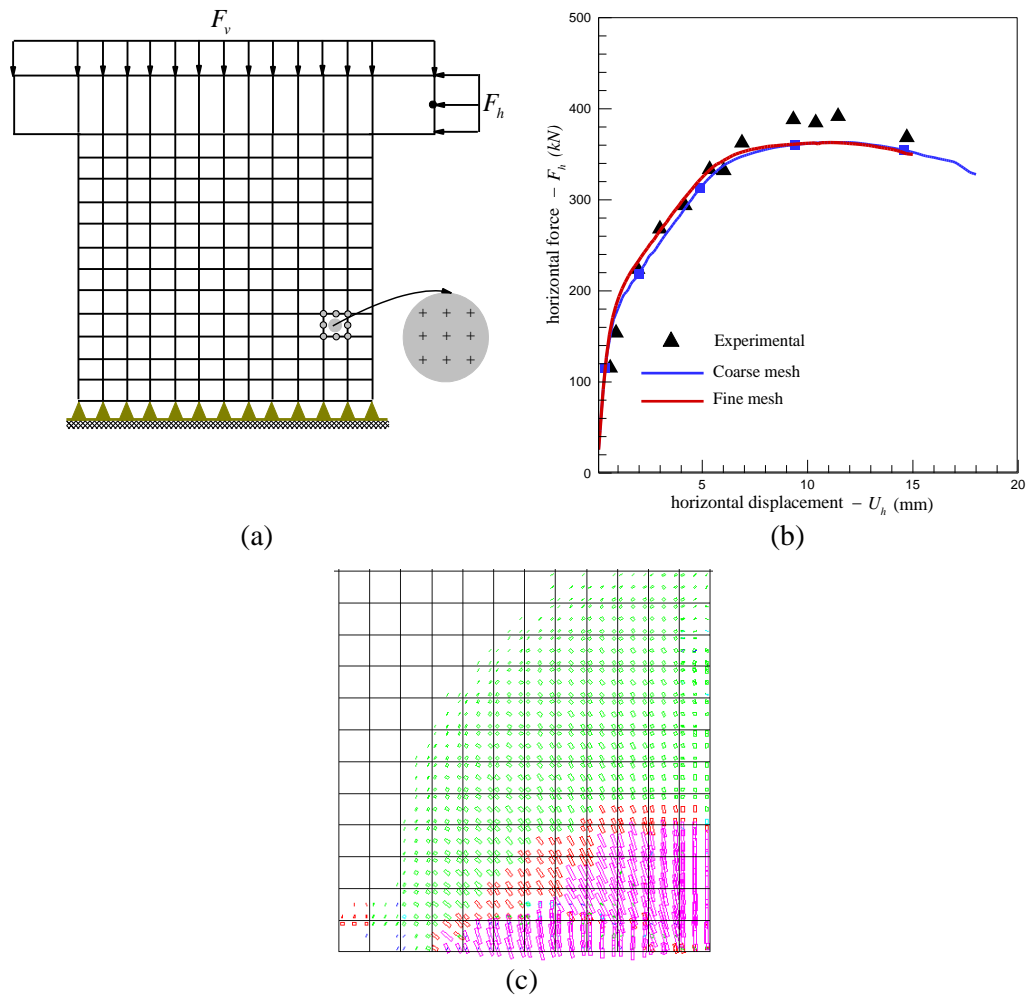 F_v
F_h
(a)
500
400
300
200
100
0
horizontal force – F_h (kN)
Experimental
Coarse mesh
Fine mesh
5
10
15
20
horizontal displacement – U_h (mm)
(b)
(c)